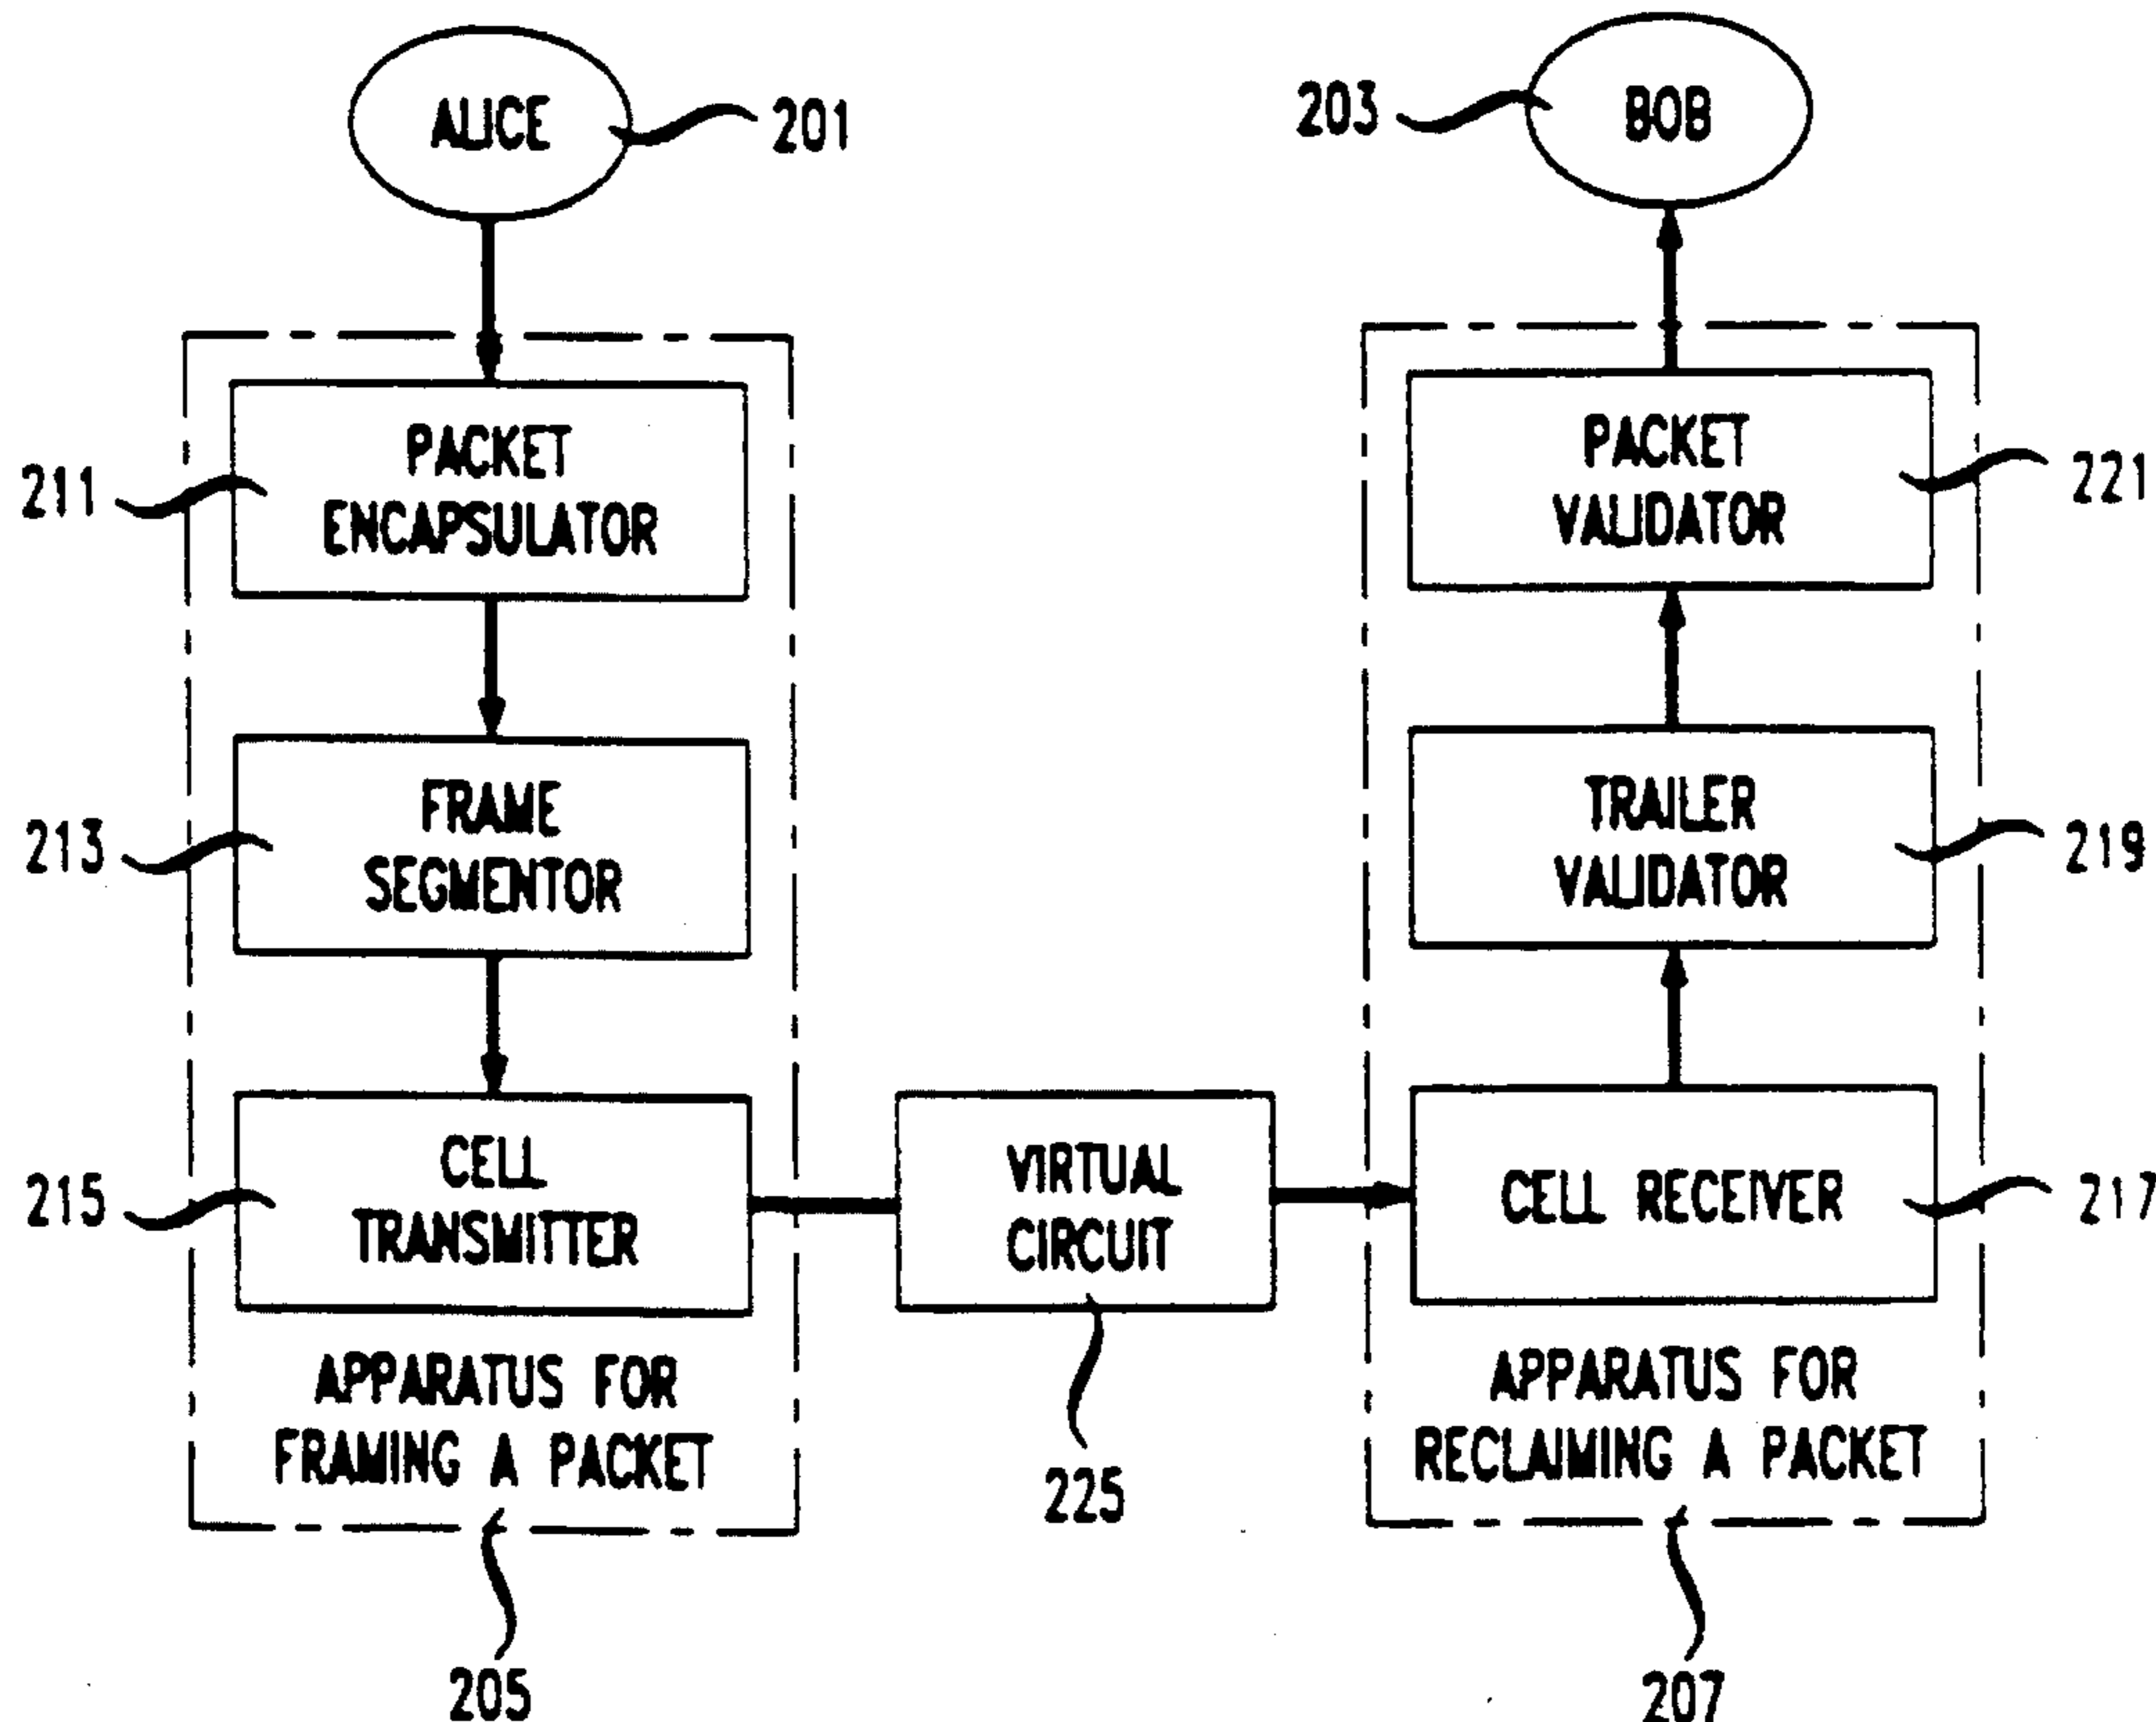 ALICE
201
203
BOB
211
PACKET
ENCAPSULATOR
PACKET
VALIDATOR
221
213
FRAME
SEGMENTOR
TRAILER
VALIDATOR
219
215
CELL
TRANSMITTER
VIRTUAL
CIRCUIT
225
CELL RECEIVER
217
APPARATUS FOR
FRAMING A PACKET
205
APPARATUS FOR
RECLAIMING A PACKET
207